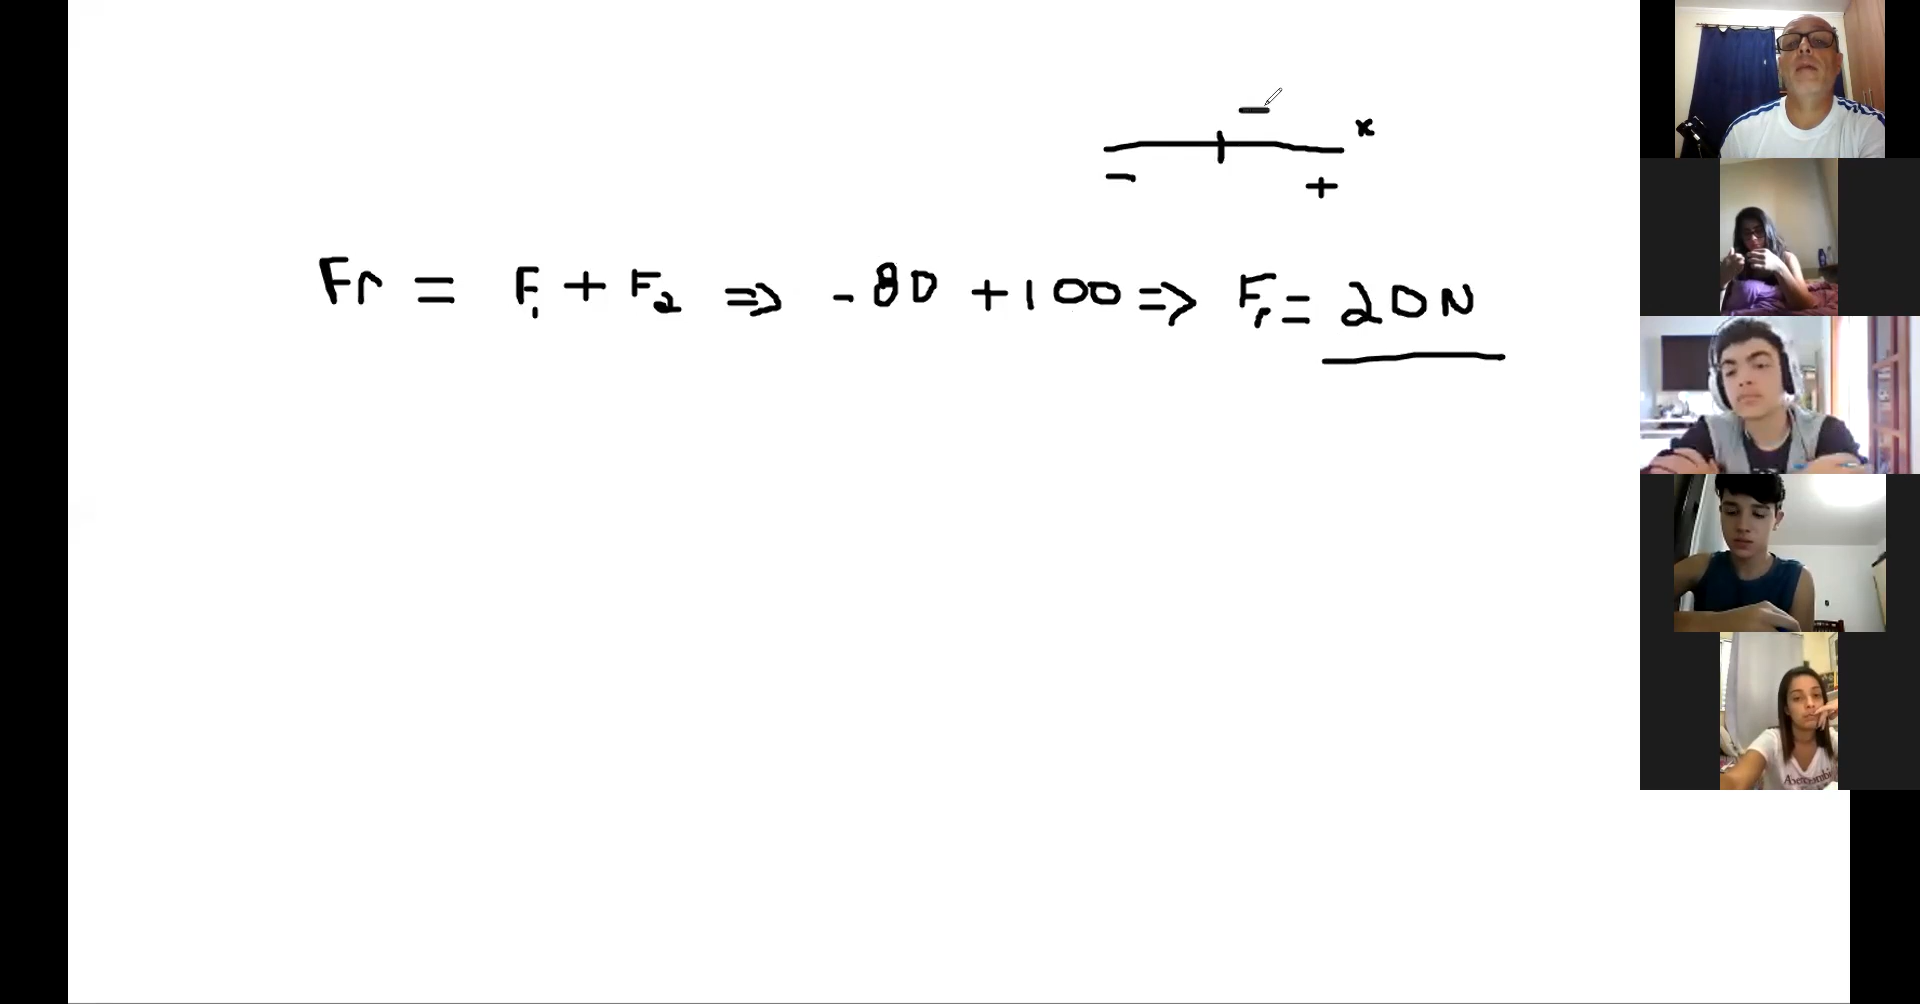 x
- +
Fr = F1 + F2 => -80 +100 => Fr = 20N